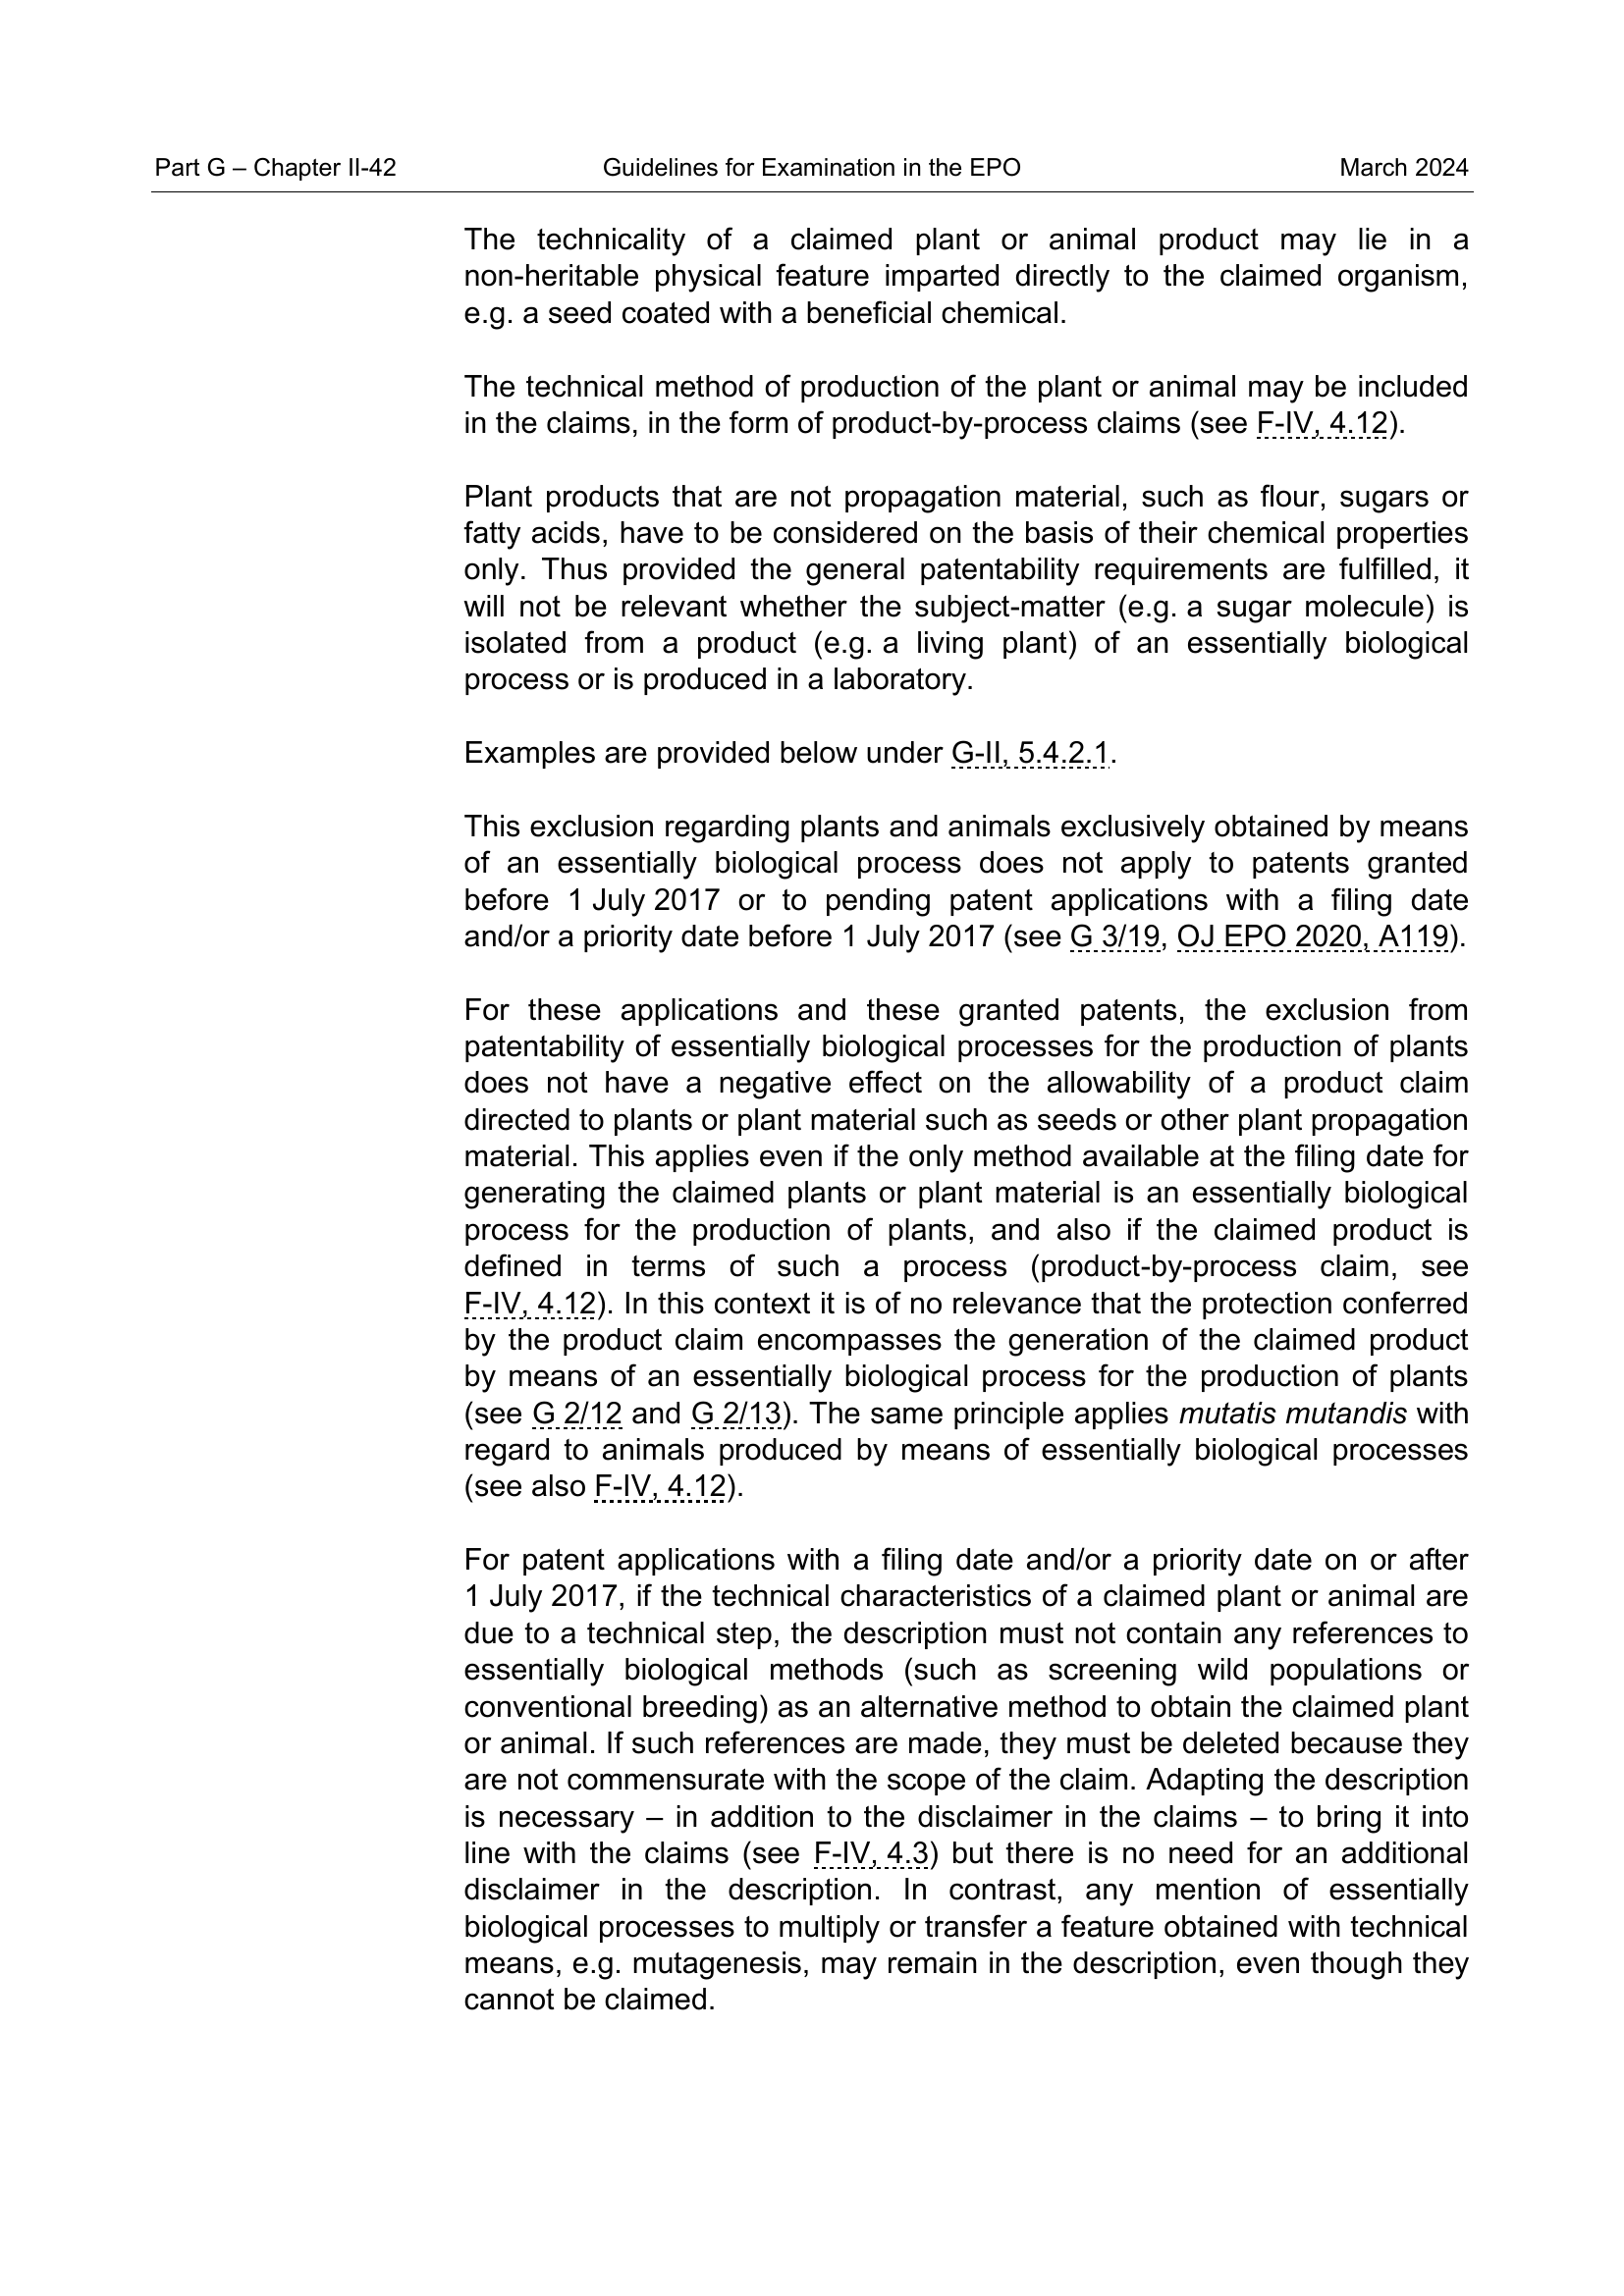 Part G – Chapter II-42 Guidelines for Examination in the EPO March 2024
The technicality of a claimed plant or animal product may lie in a
non-heritable physical feature imparted directly to the claimed organism,
e.g. a seed coated with a beneficial chemical.
The technical method of production of the plant or animal may be included
in the claims, in the form of product-by-process claims (see F-IV, 4.12).
Plant products that are not propagation material, such as flour, sugars or
fatty acids, have to be considered on the basis of their chemical properties
only. Thus provided the general patentability requirements are fulfilled, it
will not be relevant whether the subject-matter (e.g. a sugar molecule) is
isolated from a product (e.g. a living plant) of an essentially biological
process or is produced in a laboratory.
Examples are provided below under G-II, 5.4.2.1.
This exclusion regarding plants and animals exclusively obtained by means
of an essentially biological process does not apply to patents granted
before 1 July 2017 or to pending patent applications with a filing date
and/or a priority date before 1 July 2017 (see G 3/19, OJ EPO 2020, A119).
For these applications and these granted patents, the exclusion from
patentability of essentially biological processes for the production of plants
does not have a negative effect on the allowability of a product claim
directed to plants or plant material such as seeds or other plant propagation
material. This applies even if the only method available at the filing date for
generating the claimed plants or plant material is an essentially biological
process for the production of plants, and also if the claimed product is
defined in terms of such a process (product-by-process claim, see
F-IV, 4.12). In this context it is of no relevance that the protection conferred
by the product claim encompasses the generation of the claimed product
by means of an essentially biological process for the production of plants
(see G 2/12 and G 2/13). The same principle applies mutatis mutandis with
regard to animals produced by means of essentially biological processes
(see also F-IV, 4.12).
For patent applications with a filing date and/or a priority date on or after
1 July 2017, if the technical characteristics of a claimed plant or animal are
due to a technical step, the description must not contain any references to
essentially biological methods (such as screening wild populations or
conventional breeding) as an alternative method to obtain the claimed plant
or animal. If such references are made, they must be deleted because they
are not commensurate with the scope of the claim. Adapting the description
is necessary – in addition to the disclaimer in the claims – to bring it into
line with the claims (see F-IV, 4.3) but there is no need for an additional
disclaimer in the description. In contrast, any mention of essentially
biological processes to multiply or transfer a feature obtained with technical
means, e.g. mutagenesis, may remain in the description, even though they
cannot be claimed.